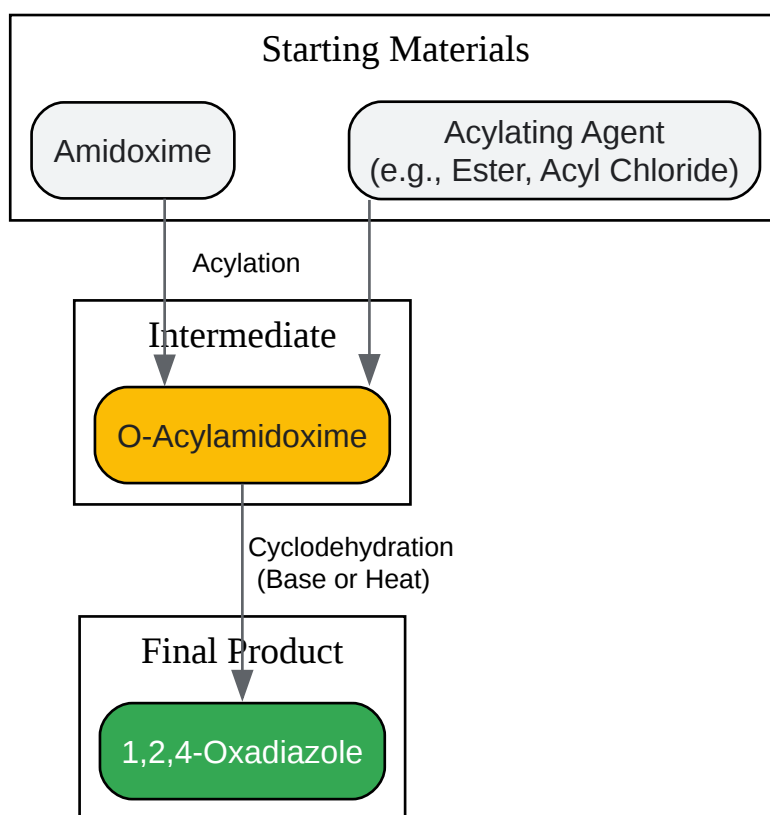 Starting Materials
Amidoxime
Acylating Agent
(e.g., Ester, Acyl Chloride)
Acylation
Intermediate
O-Acylamidoxime
Cyclodehydration
(Base or Heat)
Final Product
1,2,4-Oxadiazole